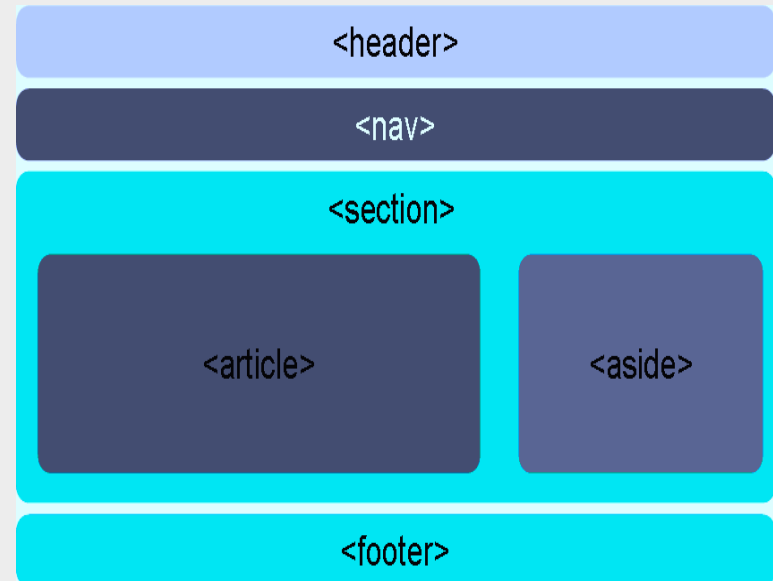 <header>
<nav>
<section>
<article>
<aside>
<footer>